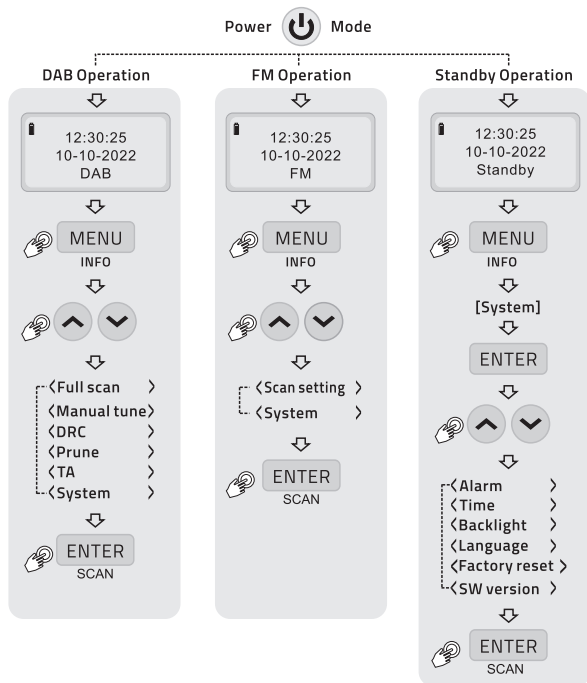 Power Mode
DAB Operation
12:30:25
10-10-2022
DAB
MENU
INFO
<Full scan >
<Manual tune>
<DRC >
<Prune >
<TA >
<System >
ENTER
SCAN
FM Operation
12:30:25
10-10-2022
FM
MENU
INFO
<Scan setting >
<System >
ENTER
SCAN
Standby Operation
12:30:25
10-10-2022
Standby
MENU
INFO
[System]
ENTER
<Alarm >
<Time >
<Backlight >
<Language >
<Factory reset >
<SW version >
ENTER
SCAN